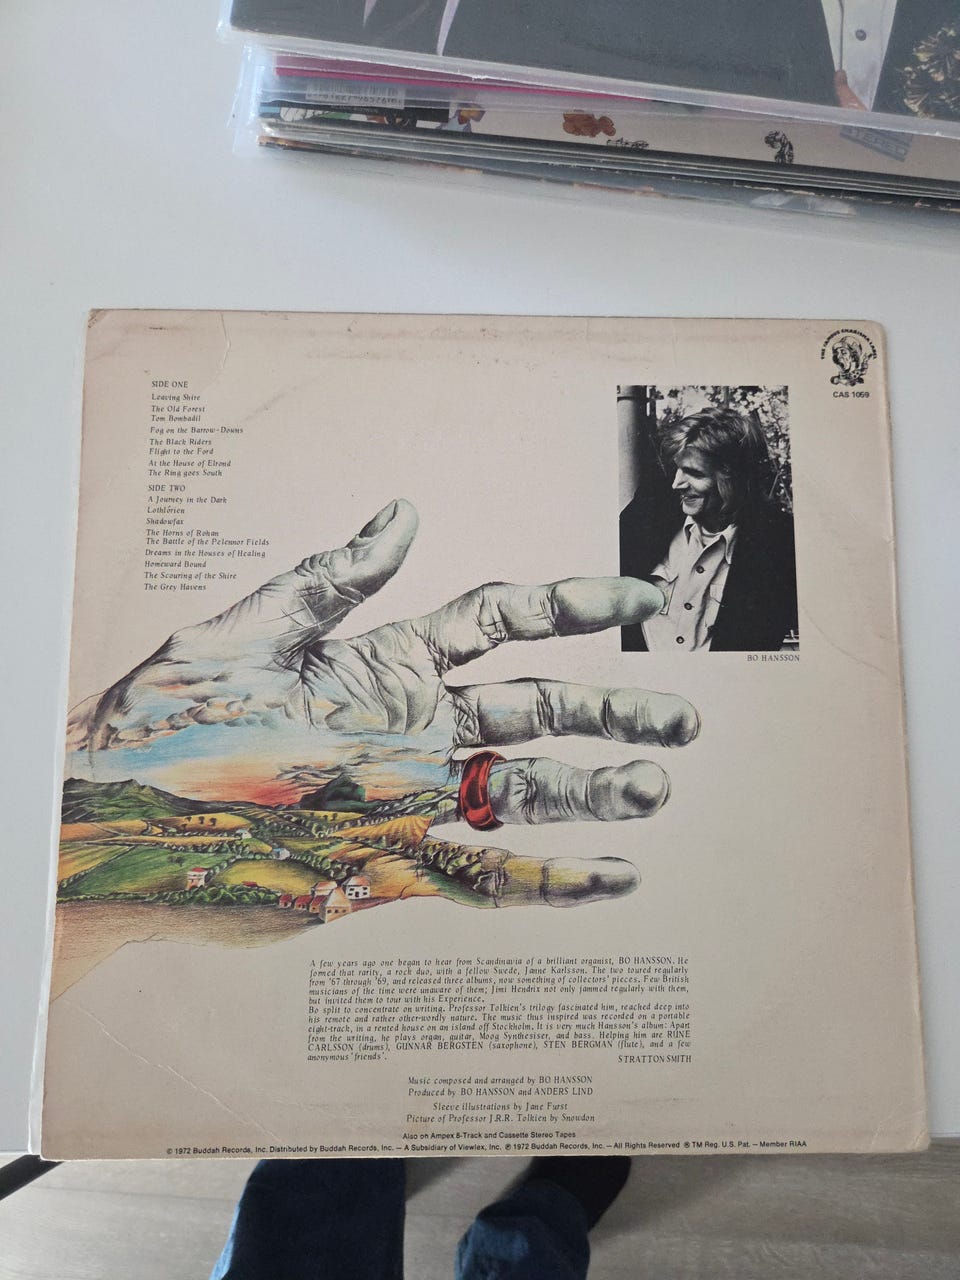 THE FAMOUS CHARISMA LABEL
CAS 1059
SIDE ONE
Leaving Shire
The Old Forest
Tom Bombadil
Fog on the Barrow-Downs
The Black Riders
Flight to the Ford
At the House of Elrond
The Ring goes South
SIDE TWO
A Journey in the Dark
Lothlórien
Shadowfax
The Horns of Rohan
The Battle of the Pelennor Fields
Dreams in the Houses of Healing
Homeward Bound
The Scouring of the Shire
The Grey Havens
BO HANSSON
A few years ago one began to hear from Scandinavia of a brilliant organist, BO HANSSON. He
formed that rarity, a rock duo, with a fellow Swede, Janne Karlsson. The two toured regularly
from '67 through '69, and released three albums, now something of collectors' pieces. Few British
musicians of the time were unaware of them; Jimi Hendrix not only jammed regularly with them,
but invited them to tour with his Experience.
Bo split to concentrate on writing. Professor Tolkien's trilogy fascinated him, reached deep into
his remote and rather other-wordly nature. The music thus inspired was recorded on a portable
eight-track, in a rented house on an island off Stockholm. It is very much Hansson's album: Apart
from the writing, he plays organ, guitar, Moog Synthesiser, and bass. Helping him are RUNE
CARLSSON (drums), GUNNAR BERGSTEN (saxophone), STEN BERGMAN (flute), and a few
anonymous 'friends'.
STRATTON SMITH
Music composed and arranged by BO HANSSON
Produced by BO HANSSON and ANDERS LIND
Sleeve illustrations by Jane Furst
Picture of Professor J.R.R. Tolkien by Snowdon
Also on Ampex 8-Track and Cassette Stereo Tapes
© 1972 Buddah Records, Inc. Distributed by Buddah Records, Inc. — A Subsidiary of Viewlex, Inc. ℗ 1972 Buddah Records, Inc. — All Rights Reserved ® TM Reg. U.S. Pat. — Member RIAA